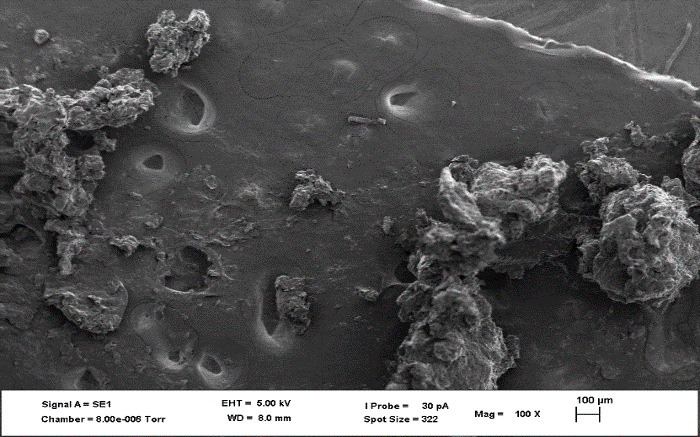 Signal A = SE1 EHT = 5.00 kV I Probe = 30 pA Mag = 100 X 100 µm
Chamber = 8.00e-006 Torr WD = 8.0 mm Spot Size = 322